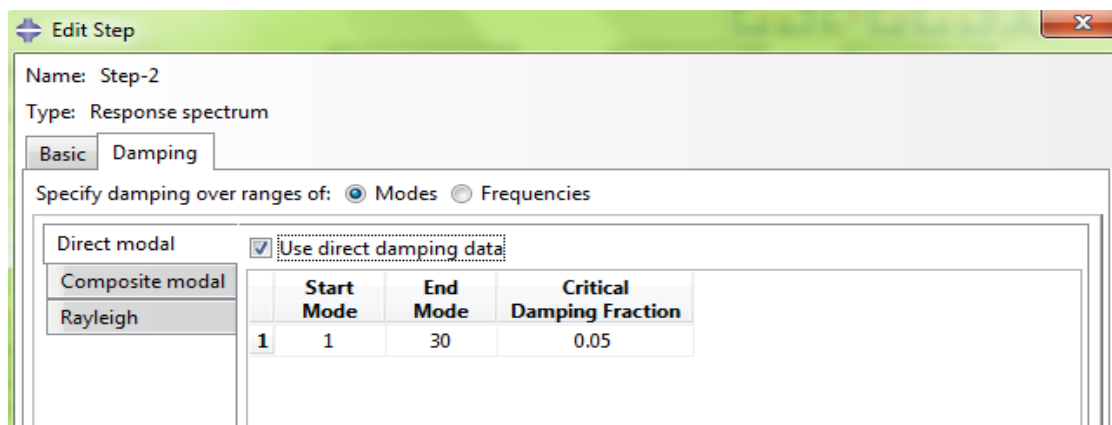 Edit Step
Name: Step-2
Type: Response spectrum
Basic Damping
Specify damping over ranges of: Modes Frequencies
Direct modal
Composite modal
Rayleigh
Use direct damping data
Start Mode End Mode Critical Damping Fraction
1 1 30 0.05